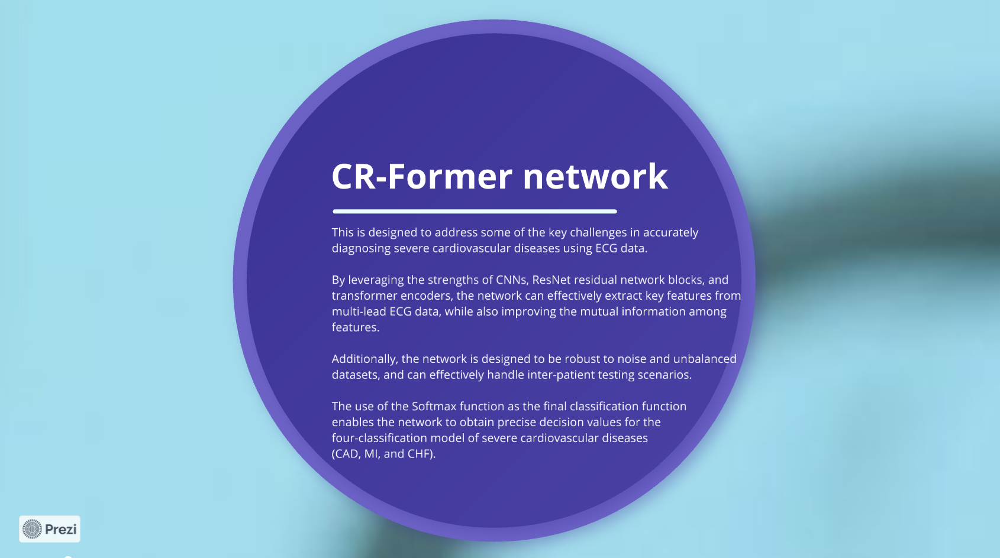 CR-Former network
This is designed to address some of the key challenges in accurately
diagnosing severe cardiovascular diseases using ECG data.
By leveraging the strengths of CNNs, ResNet residual network blocks, and
transformer encoders, the network can effectively extract key features from
multi-lead ECG data, while also improving the mutual information among
features.
Additionally, the network is designed to be robust to noise and unbalanced
datasets, and can effectively handle inter-patient testing scenarios.
The use of the Softmax function as the final classification function
enables the network to obtain precise decision values for the
four-classification model of severe cardiovascular diseases
(CAD, MI, and CHF).
Prezi